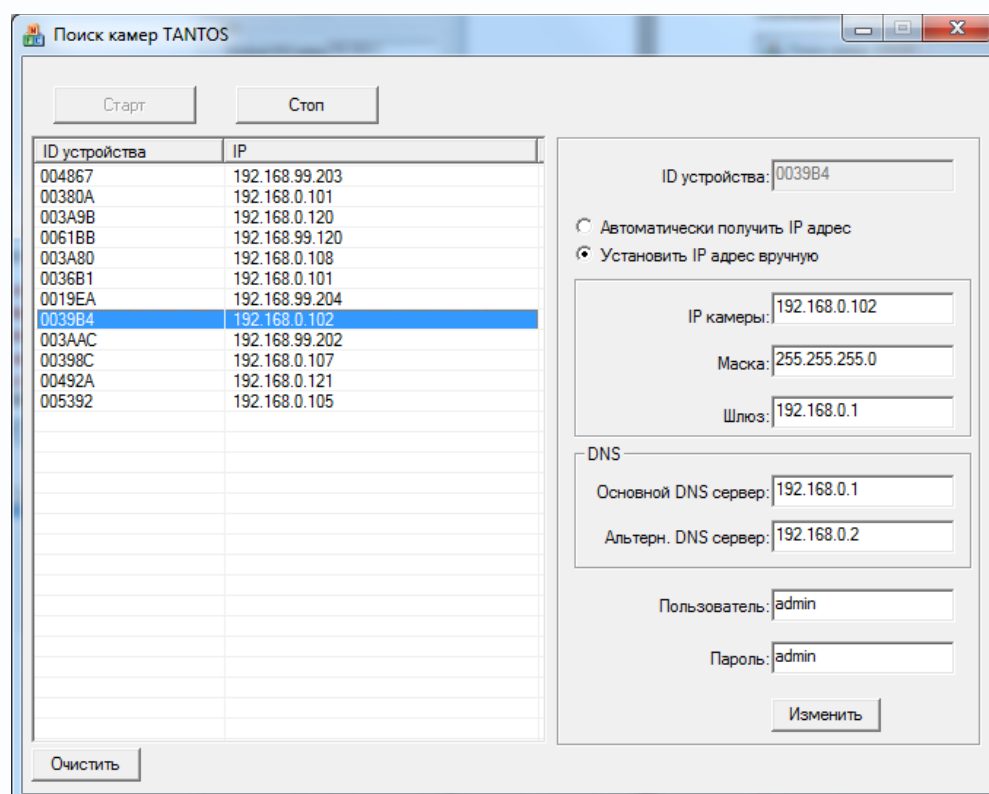 Поиск камер TANTOS
Старт Стоп
ID устройства IP
004867 192.168.99.203
00380A 192.168.0.101
003A9B 192.168.0.120
0061BB 192.168.99.120
003A80 192.168.0.108
0036B1 192.168.0.101
0019EA 192.168.99.204
0039B4 192.168.0.102
003AAC 192.168.99.202
00398C 192.168.0.107
00492A 192.168.0.121
005392 192.168.0.105
Очистить
ID устройства: 0039B4
Автоматически получить IP адрес
Установить IP адрес вручную
IP камеры: 192.168.0.102
Маска: 255.255.255.0
Шлюз: 192.168.0.1
DNS
Основной DNS сервер: 192.168.0.1
Альтерн. DNS сервер: 192.168.0.2
Пользователь: admin
Пароль: admin
Изменить